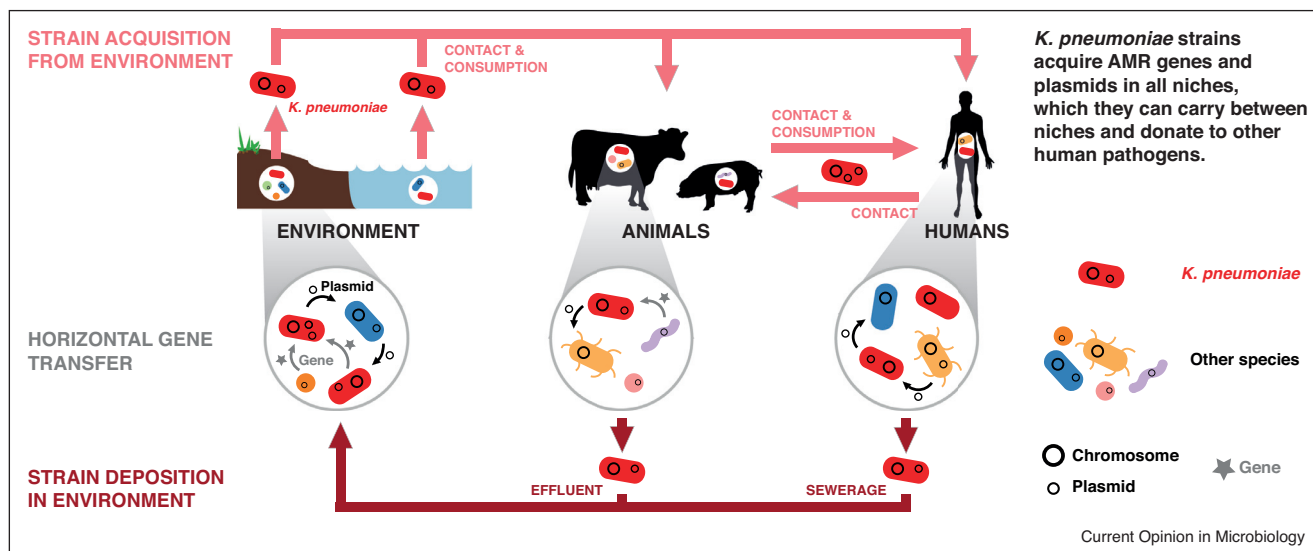 STRAIN ACQUISITION
FROM ENVIRONMENT
CONTACT &
CONSUMPTION
K. pneumoniae
CONTACT &
CONSUMPTION
CONTACT
K. pneumoniae strains
acquire AMR genes and
plasmids in all niches,
which they can carry between
niches and donate to other
human pathogens.
ENVIRONMENT
ANIMALS
HUMANS
HORIZONTAL GENE
TRANSFER
Plasmid
Gene
K. pneumoniae
Other species
Chromosome
Plasmid
Gene
STRAIN DEPOSITION
IN ENVIRONMENT
EFFLUENT
SEWERAGE
Current Opinion in Microbiology